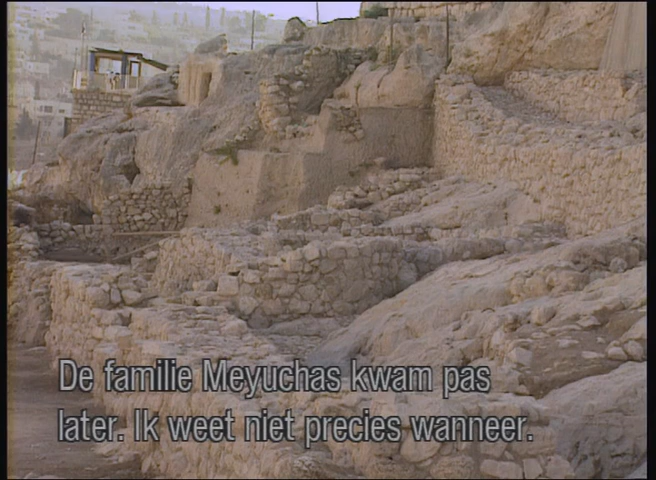 De familie Meyuchas kwam pas
later. Ik weet niet precies wanneer.